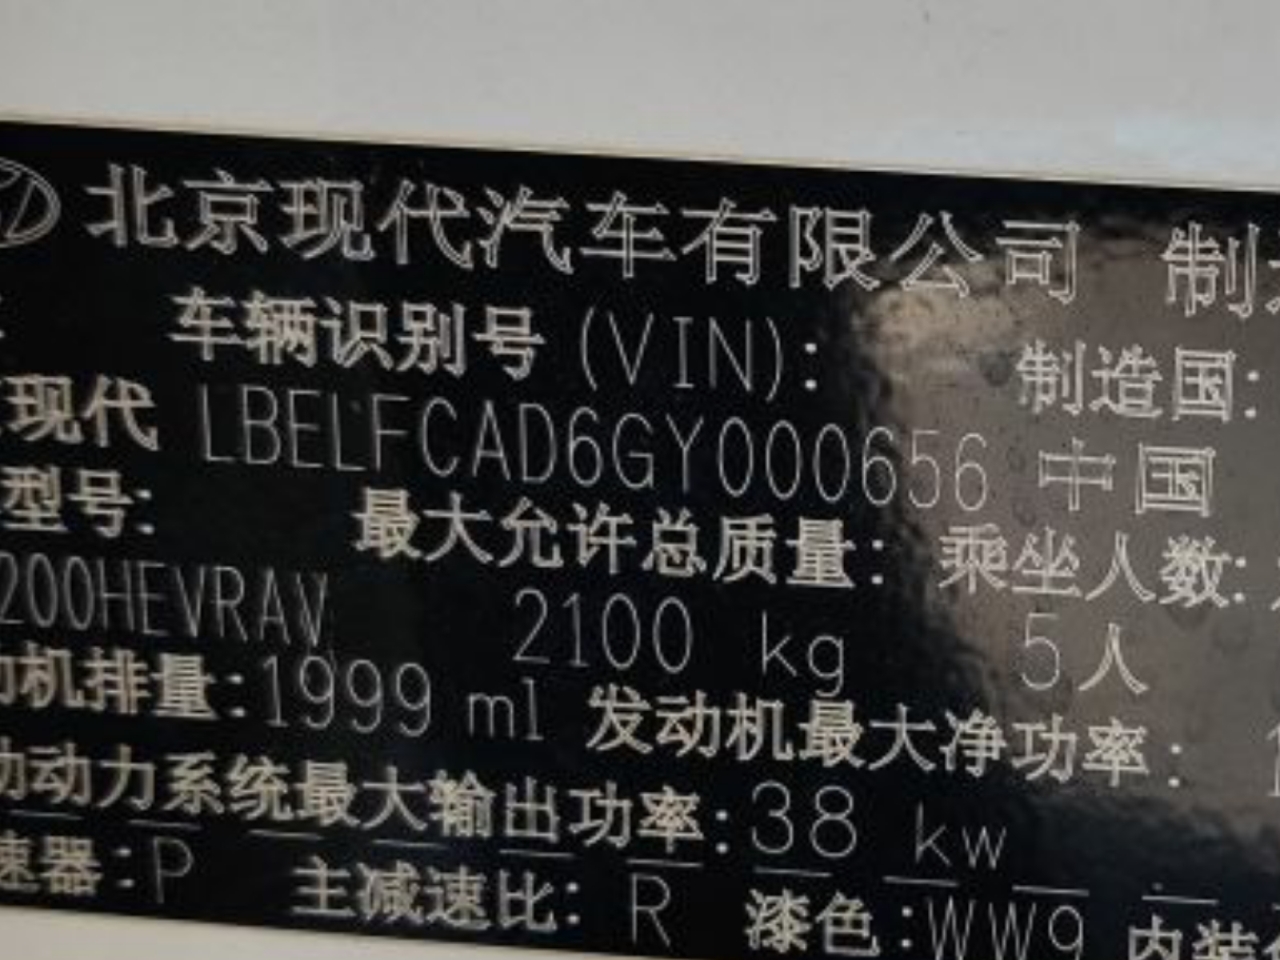 北京现代汽车有限公司 制
车辆识别号 (VIN): 制造国:
现代 LBELFCAD6GY000656 中国
型号: 最大允许总质量: 乘坐人数:
200HEVRAV 2100 kg 5人
机排量:1999 ml 发动机最大净功率:
动力系统最大输出功率:38 kw
速器:P 主减速比: R 漆色:WW9 内装